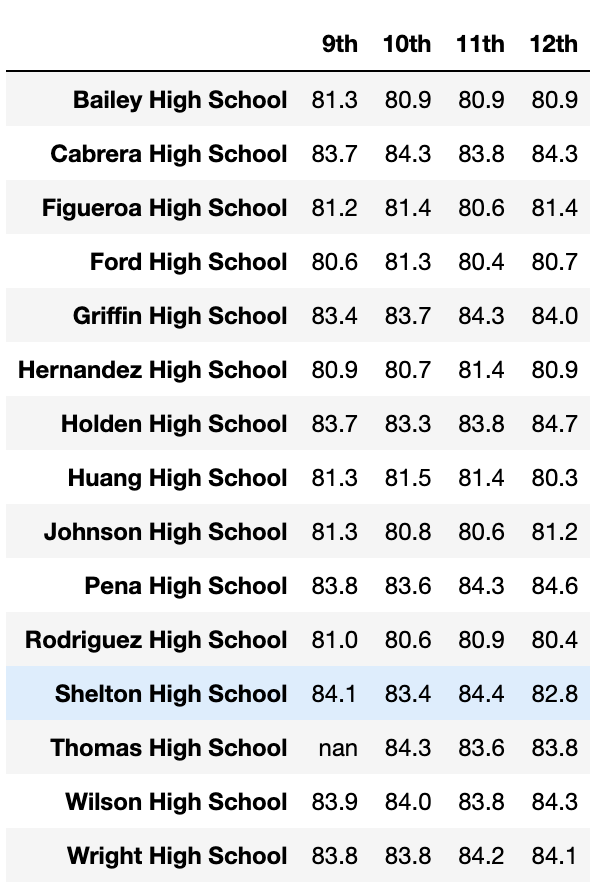 9th 10th 11th 12th
Bailey High School 81.3 80.9 80.9 80.9
Cabrera High School 83.7 84.3 83.8 84.3
Figueroa High School 81.2 81.4 80.6 81.4
Ford High School 80.6 81.3 80.4 80.7
Griffin High School 83.4 83.7 84.3 84.0
Hernandez High School 80.9 80.7 81.4 80.9
Holden High School 83.7 83.3 83.8 84.7
Huang High School 81.3 81.5 81.4 80.3
Johnson High School 81.3 80.8 80.6 81.2
Pena High School 83.8 83.6 84.3 84.6
Rodriguez High School 81.0 80.6 80.9 80.4
Shelton High School 84.1 83.4 84.4 82.8
Thomas High School nan 84.3 83.6 83.8
Wilson High School 83.9 84.0 83.8 84.3
Wright High School 83.8 83.8 84.2 84.1